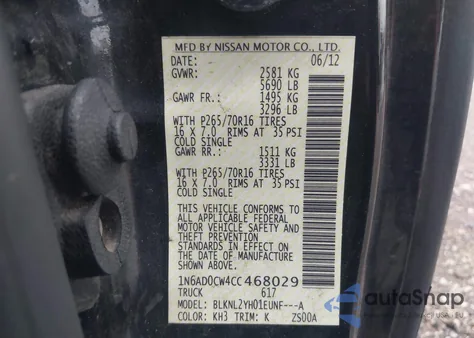 MFD BY NISSAN MOTOR CO., LTD.
DATE: 06/12
GVWR: 2581 KG
5690 LB
GAWR FR.: 1495 KG
3296 LB
WITH P265/70R16 TIRES
16 X 7.0 RIMS AT 35 PSI
COLD SINGLE
GAWR RR.: 1511 KG
3331 LB
WITH P265/70R16 TIRES
16 X 7.0 RIMS AT 35 PSI
COLD SINGLE
THIS VEHICLE CONFORMS TO
ALL APPLICABLE FEDERAL
MOTOR VEHICLE SAFETY AND
THEFT PREVENTION
STANDARDS IN EFFECT ON
THE DATE OF MANUFACTURE
SHOWN ABOVE.
1N6AD0CW4CC468029
TRUCK 617
MODEL: BLKNL2YH01EUNF---A
COLOR: KH3 TRIM: K ZS00A
autoSnap